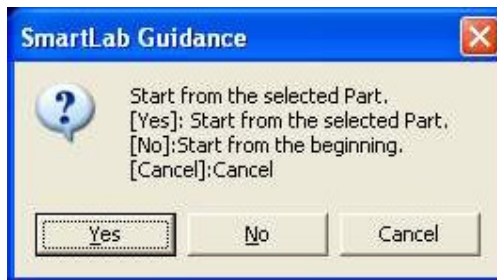 SmartLab Guidance
Start from the selected Part.
[Yes]: Start from the selected Part.
[No]:Start from the beginning.
[Cancel]:Cancel
Yes No Cancel